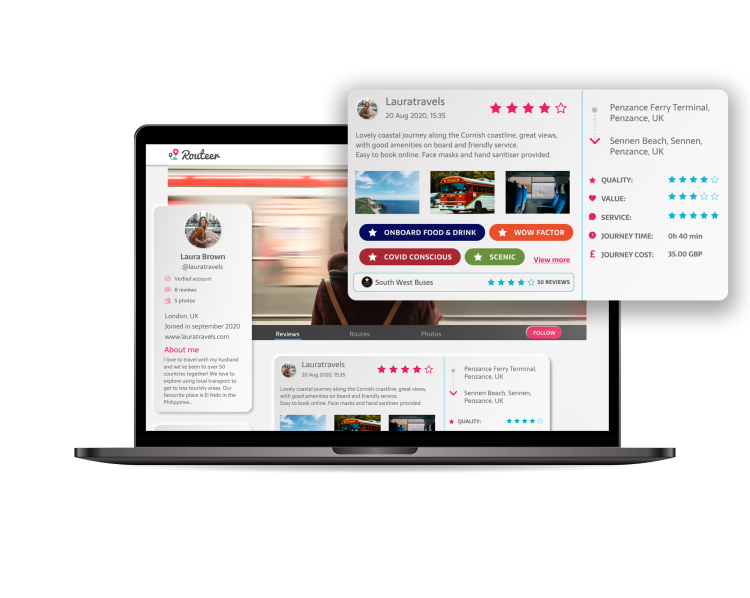 Routeer
Laura Brown
@lauratravels
Verified account
8 reviews
5 photos
London, UK
Joined in september 2020
www.lauratravels.com
About me
I love to travel with my husband
and we've been to over 50
countries together! We love to
explore using local transport to
get to less touristy areas. Our
favourite place is El Nido in the
Philippines..
Reviews
Routes
Photos
FOLLOW
Lauratravels
20 Aug 2020, 15:35
Lovely coastal journey along the Cornish coastline, great views,
with good amenities on board and friendly service.
Easy to book online. Face masks and hand sanitiser provided.
Penzance Ferry Terminal,
Penzance, UK
Sennen Beach, Sennen,
Penzance, UK
QUALITY:
Lauratravels
20 Aug 2020, 15:35
Lovely coastal journey along the Cornish coastline, great views,
with good amenities on board and friendly service.
Easy to book online. Face masks and hand sanitiser provided.
ONBOARD FOOD & DRINK
WOW FACTOR
COVID CONSCIOUS
SCENIC
View more
South West Buses
50 REVIEWS
Penzance Ferry Terminal,
Penzance, UK
Sennen Beach, Sennen,
Penzance, UK
QUALITY:
VALUE:
SERVICE:
JOURNEY TIME: 0h 40 min
£ JOURNEY COST: 35.00 GBP